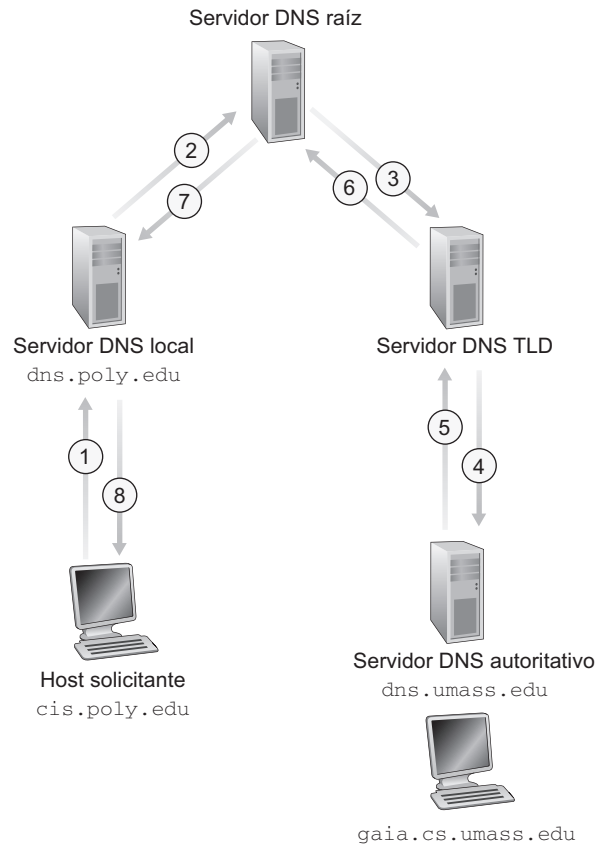 Servidor DNS raíz
2
7
6
3
Servidor DNS local
dns.poly.edu
Servidor DNS TLD
1
8
5
4
Host solicitante
cis.poly.edu
Servidor DNS autoritativo
dns.umass.edu
gaia.cs.umass.edu